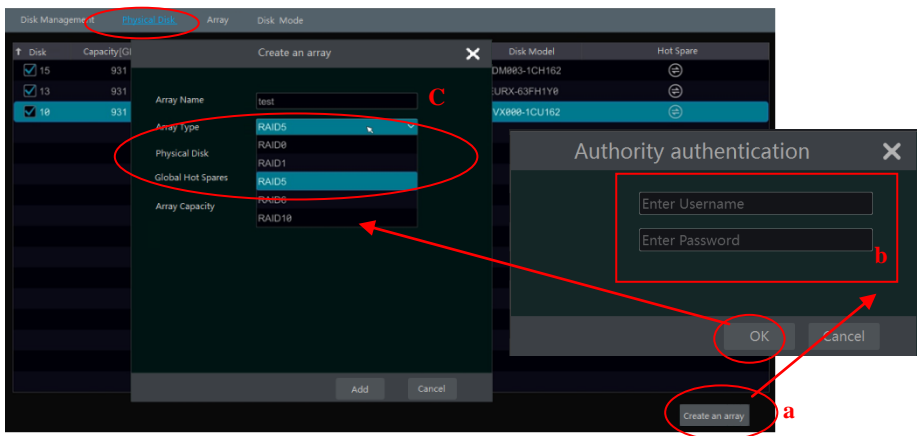 Disk Management Physical Disk Array Disk Mode
Disk Capacity[GB Create an array Disk Model Hot Spare
15 931 DM003-1CH162
13 931 EURX-63FH1Y0
10 931 VX000-1CU162
Array Name test C
Array Type RAID5
RAID0
Physical Disk
RAID1
Global Hot Spares RAID5
RAID6
Array Capacity
RAID10
Add Cancel
Authority authentication
Enter Username
Enter Password
b
OK Cancel
Create an array a